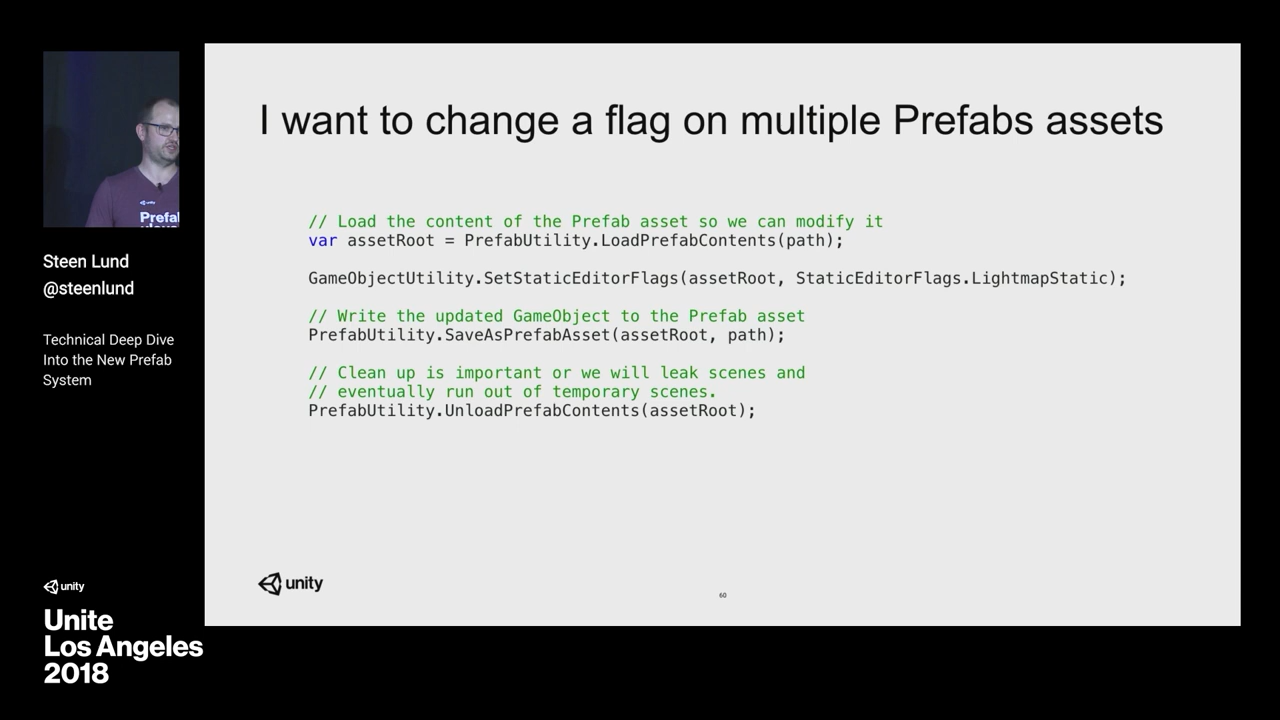 I want to change a flag on multiple Prefabs assets
// Load the content of the Prefab asset so we can modify it
var assetRoot = PrefabUtility.LoadPrefabContents(path);
GameObjectUtility.SetStaticEditorFlags(assetRoot, StaticEditorFlags.LightmapStatic);
// Write the updated GameObject to the Prefab asset
PrefabUtility.SaveAsPrefabAsset(assetRoot, path);
// Clean up is important or we will leak scenes and
// eventually run out of temporary scenes.
PrefabUtility.UnloadPrefabContents(assetRoot);
unity
60
unity
Prefa
Steen Lund
@steenlund
Technical Deep Dive
Into the New Prefab
System
unity
Unite
Los Angeles
2018